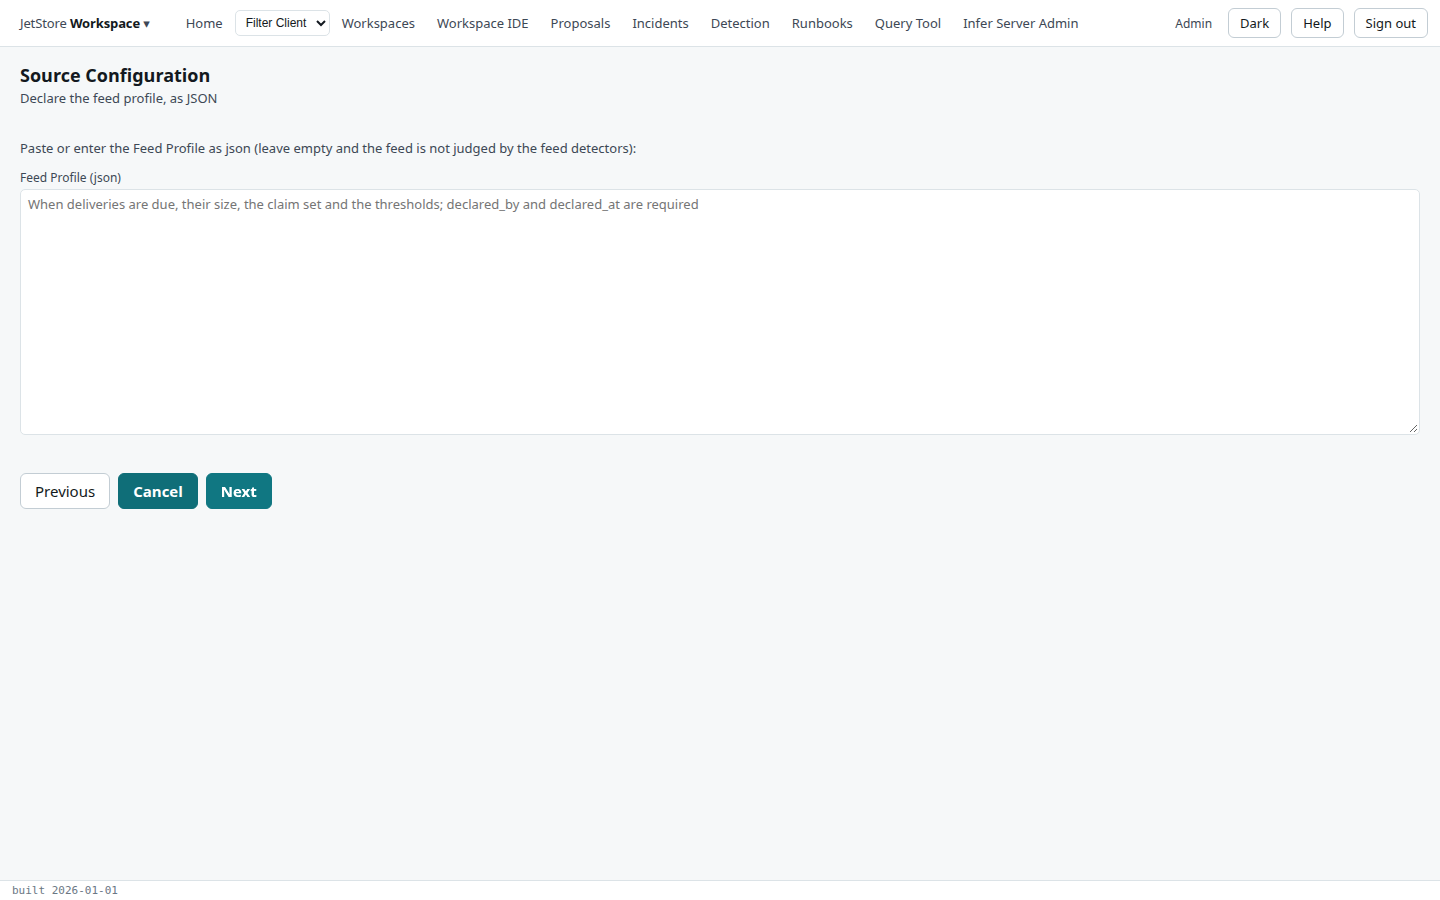 JetStore Workspace ▾ Home Filter Client Workspaces Workspace IDE Proposals Incidents Detection Runbooks Query Tool Infer Server Admin Admin Dark Help Sign out
Source Configuration
Declare the feed profile, as JSON
Paste or enter the Feed Profile as json (leave empty and the feed is not judged by the feed detectors):
Feed Profile (json)
When deliveries are due, their size, the claim set and the thresholds; declared_by and declared_at are required
Previous Cancel Next
built 2026-01-01